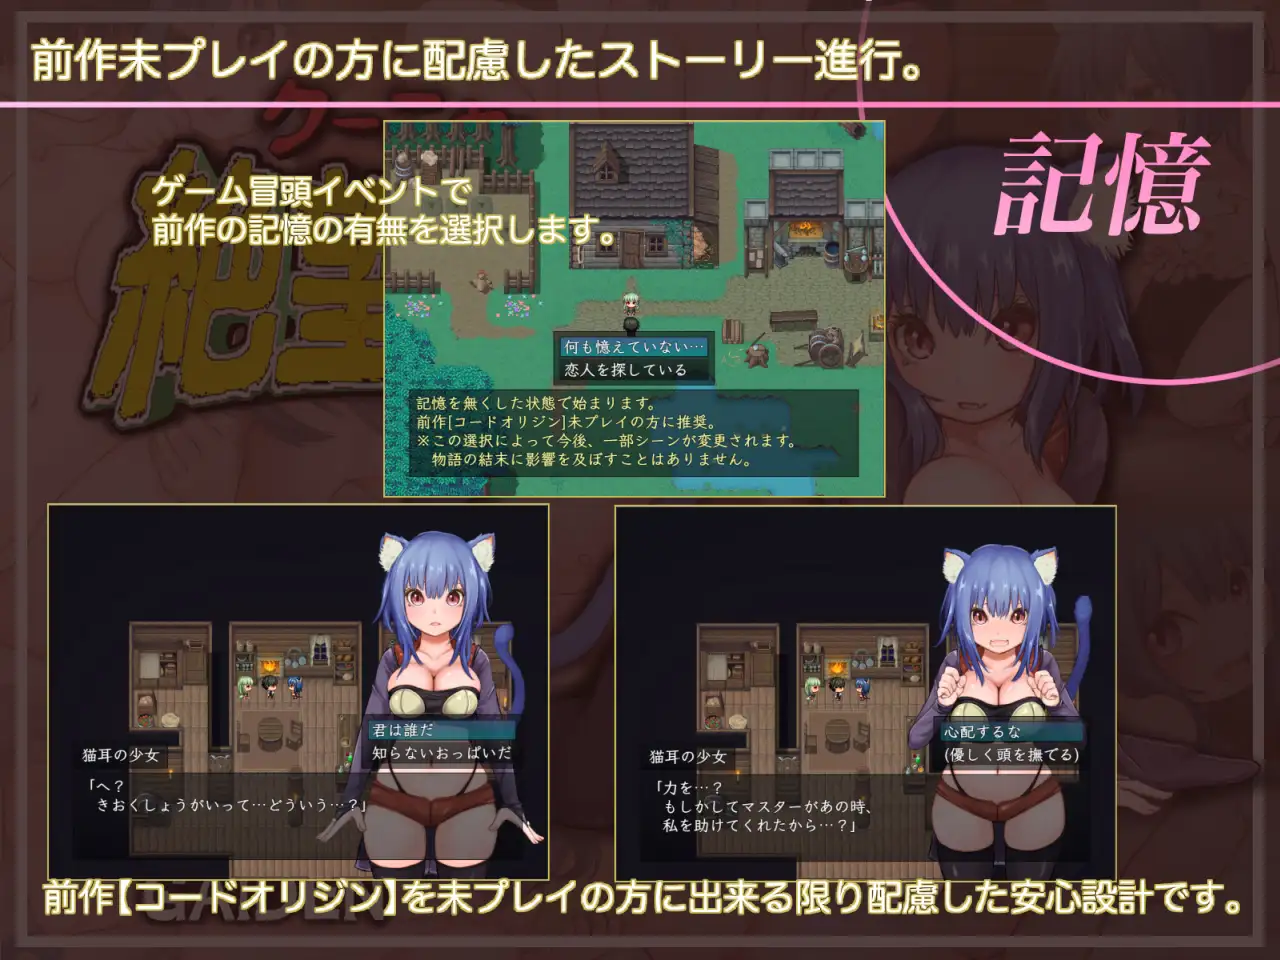 前作未プレイの方に配慮したストーリー進行。
記憶
ゲーム冒頭イベントで
前作の記憶の有無を選択します。
何も憶えていない…
恋人を探している
記憶を無くした状態で始まります。
前作[コードオリジン]未プレイの方に推奨。
※この選択によって今後、一部シーンが変更されます。
物語の結末に影響を及ぼすことはありません。
君は誰だ
知らないおっぱいだ
猫耳の少女
「へ？
きおくしょうがいって…どういう…？」
心配するな
(優しく頭を撫でる)
猫耳の少女
「力を…？
もしかしてマスターがあの時、
私を助けてくれたから…？」
前作【コードオリジン】を未プレイの方に出来る限り配慮した安心設計です。